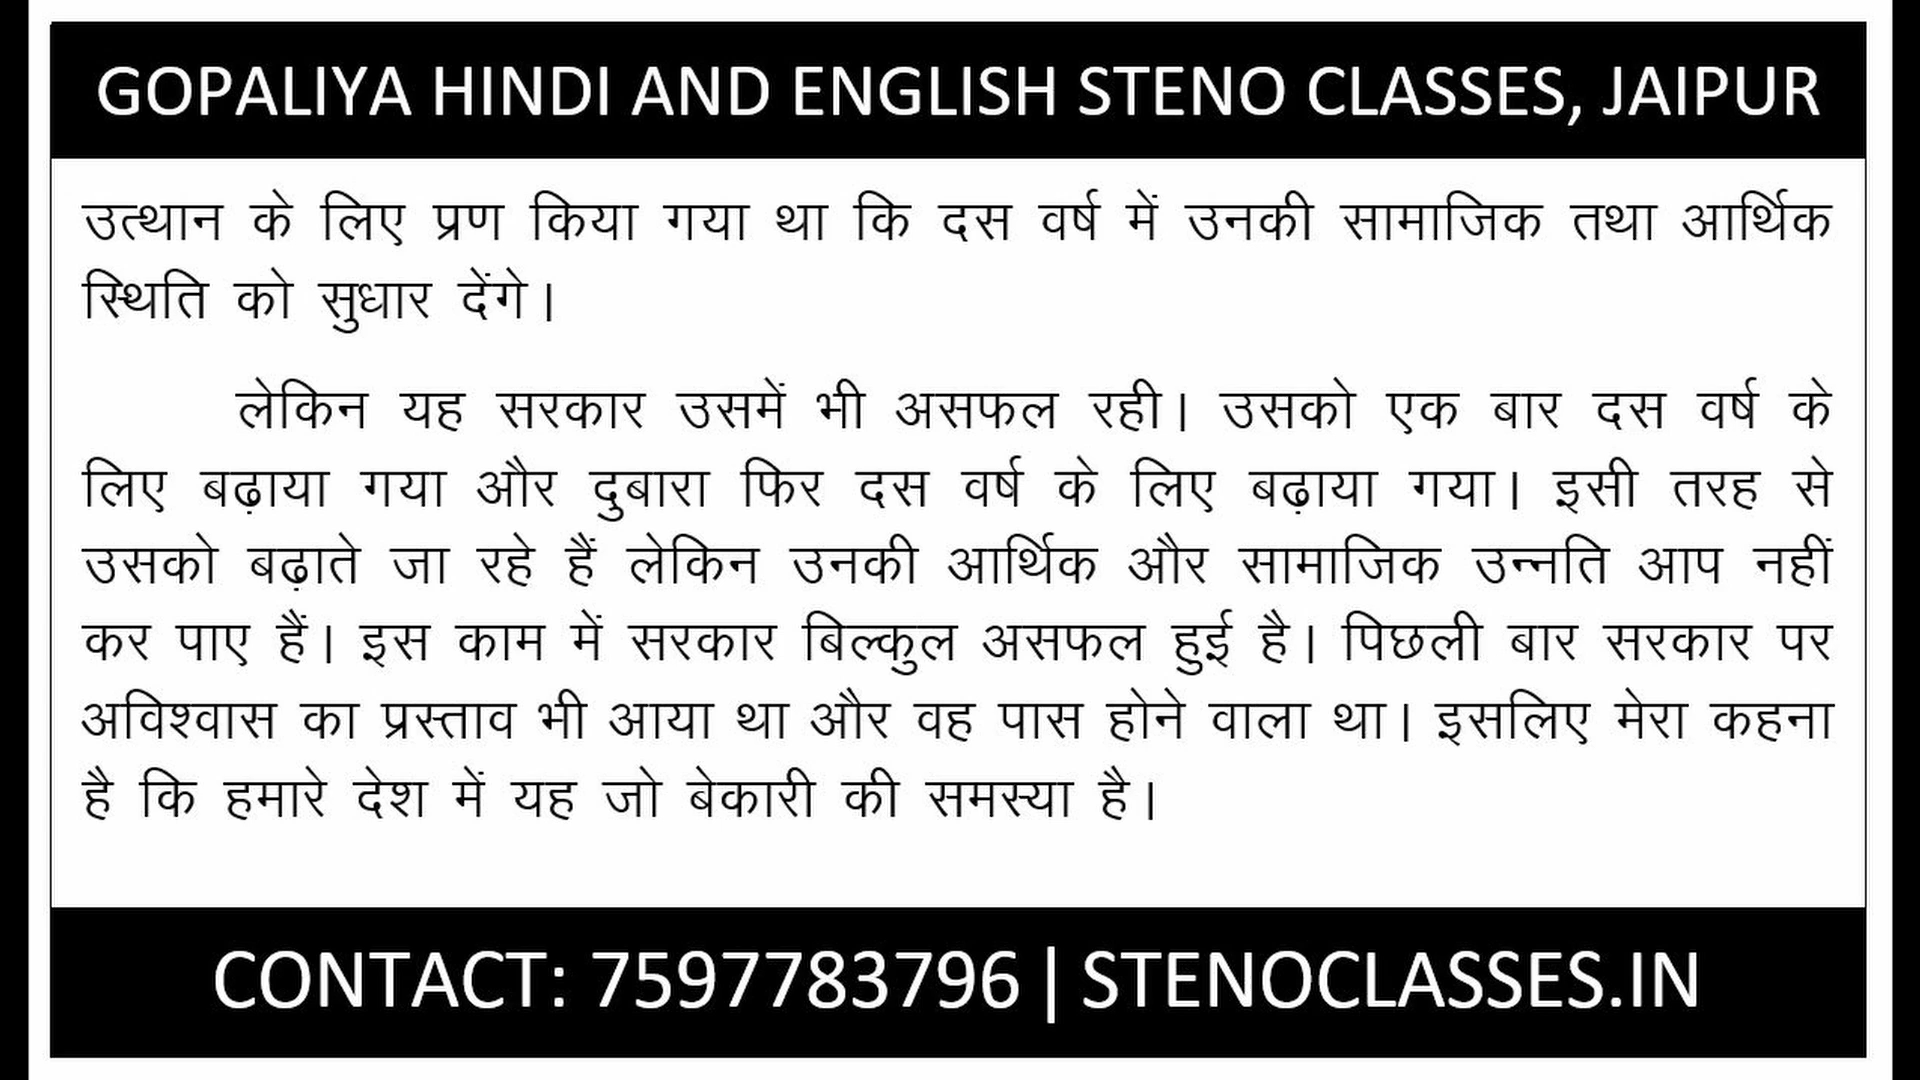 GOPALIYA HINDI AND ENGLISH STENO CLASSES, JAIPUR
उत्थान के लिए प्रण किया गया था कि दस वर्ष में उनकी सामाजिक तथा आर्थिक
स्थिति को सुधार देंगे।
लेकिन यह सरकार उसमें भी असफल रही। उसको एक बार दस वर्ष के
लिए बढ़ाया गया और दुबारा फिर दस वर्ष के लिए बढ़ाया गया। इसी तरह से
उसको बढ़ाते जा रहे हैं लेकिन उनकी आर्थिक और सामाजिक उन्नति आप नहीं
कर पाए हैं। इस काम में सरकार बिल्कुल असफल हुई है। पिछली बार सरकार पर
अविश्वास का प्रस्ताव भी आया था और वह पास होने वाला था। इसलिए मेरा कहना
है कि हमारे देश में यह जो बेकारी की समस्या है।
CONTACT: 7597783796 | STENOCLASSES.IN